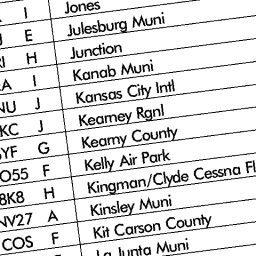 I Jones
E Julesburg Muni
H Junction
A I Kanab Muni
NU J Kansas City Intl
KC J Kearney Rgnl
YF G Kearny County
O55 F Kelly Air Park
8K8 H Kingman/Clyde Cessna Fl
NV27 A Kinsley Muni
COS F Kit Carson County
La Junta Muni